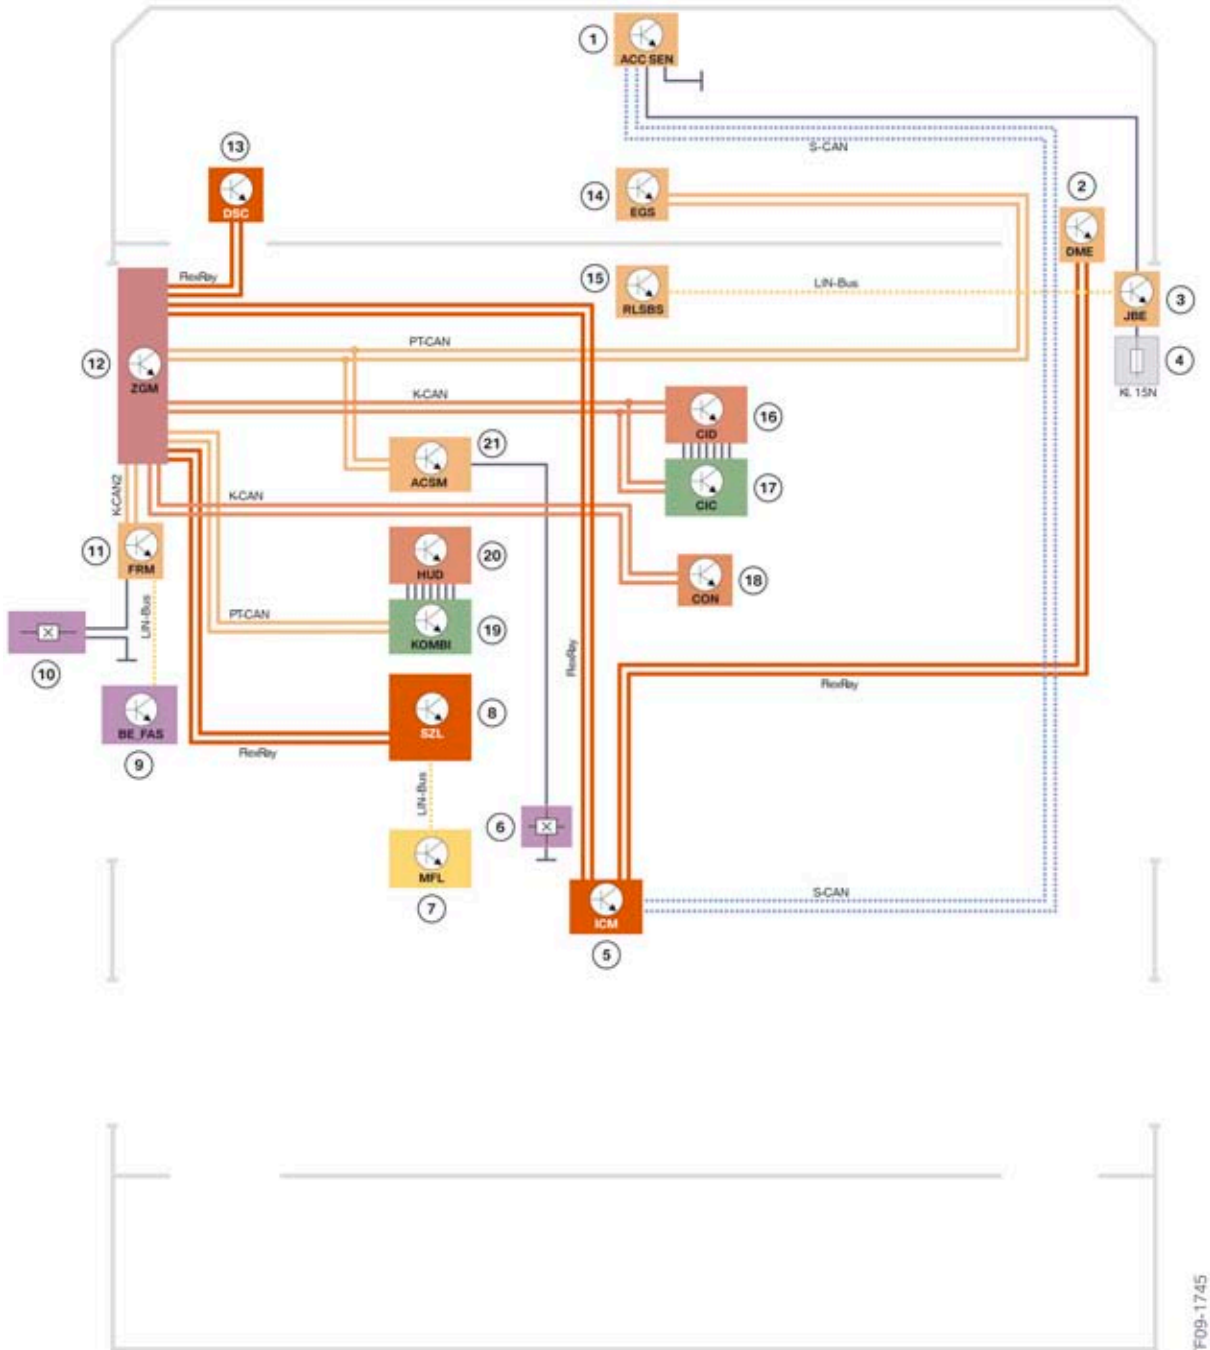 1
ACC SEN
S-CAN
13
DSC
14
EGS
2
DME
FlexRay
15
RLSBS
LIN-Bus
3
JBE
12
ZGM
PT-CAN
4
KL 15N
K-CAN
16
CID
21
ACSM
17
CIC
K-CAN2
K-CAN
11
FRM
20
HUD
18
CON
LIN-Bus
PT-CAN
19
KOMBI
10
FlexRay
FlexRay
8
SZL
9
BE_FAS
FlexRay
LIN-Bus
6
MFL
7
S-CAN
ICM
5
TF09-1745